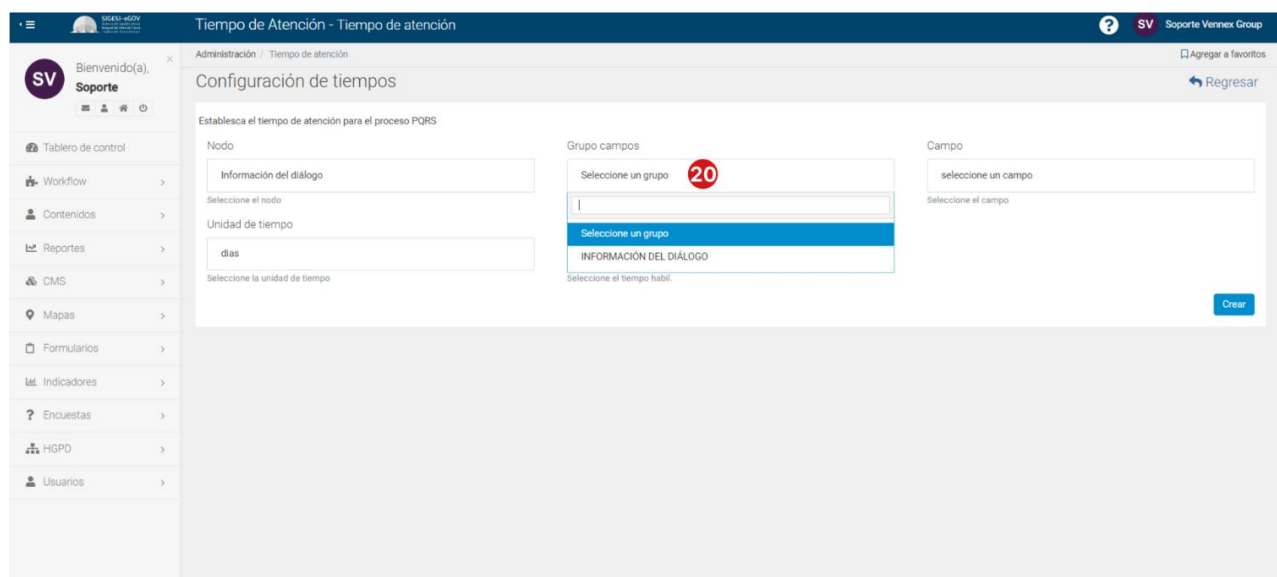 SIGESI-eGOV
Tiempo de Atención - Tiempo de atención
?
SV
Soporte Vennex Group
SV
Bienvenido(a),
Soporte
×
Administración / Tiempo de atención
Agregar a favoritos
Configuración de tiempos
Regresar
Establesca el tiempo de atención para el proceso PQRS
Nodo
Información del diálogo
Seleccione el nodo
Grupo campos
Seleccione un grupo
20
Seleccione un grupo
INFORMACIÓN DEL DIÁLOGO
Seleccione el tiempo habil.
Campo
seleccione un campo
Seleccione el campo
Unidad de tiempo
dias
Seleccione la unidad de tiempo
Crear
Tablero de control
Workflow
Contenidos
Reportes
CMS
Mapas
Formularios
Indicadores
Encuestas
HGPD
Usuarios